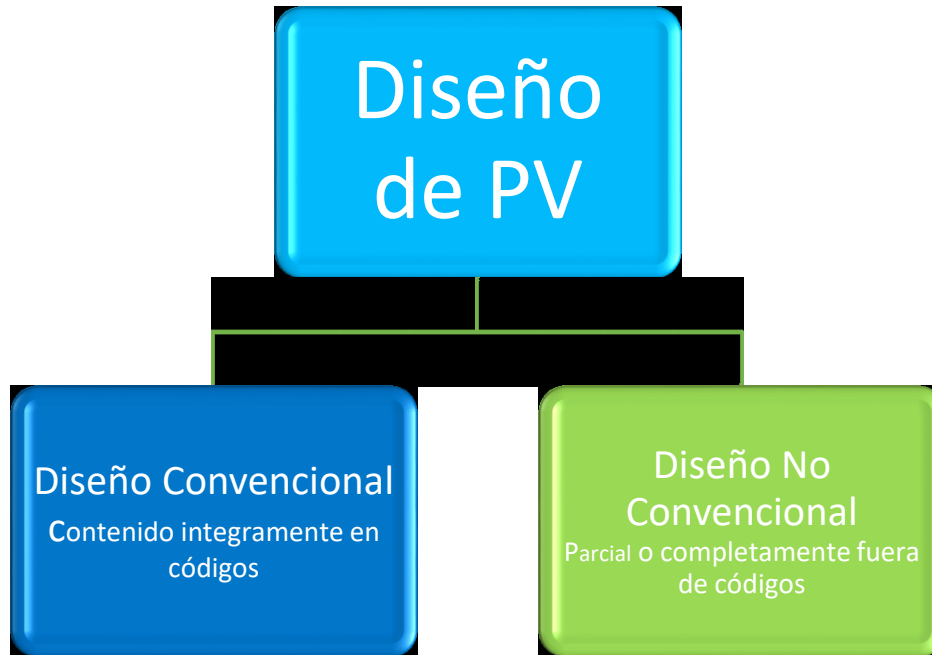 Diseño
de PV
Diseño Convencional
Contenido integramente en
códigos
Diseño No
Convencional
Parcial o completamente fuera
de códigos